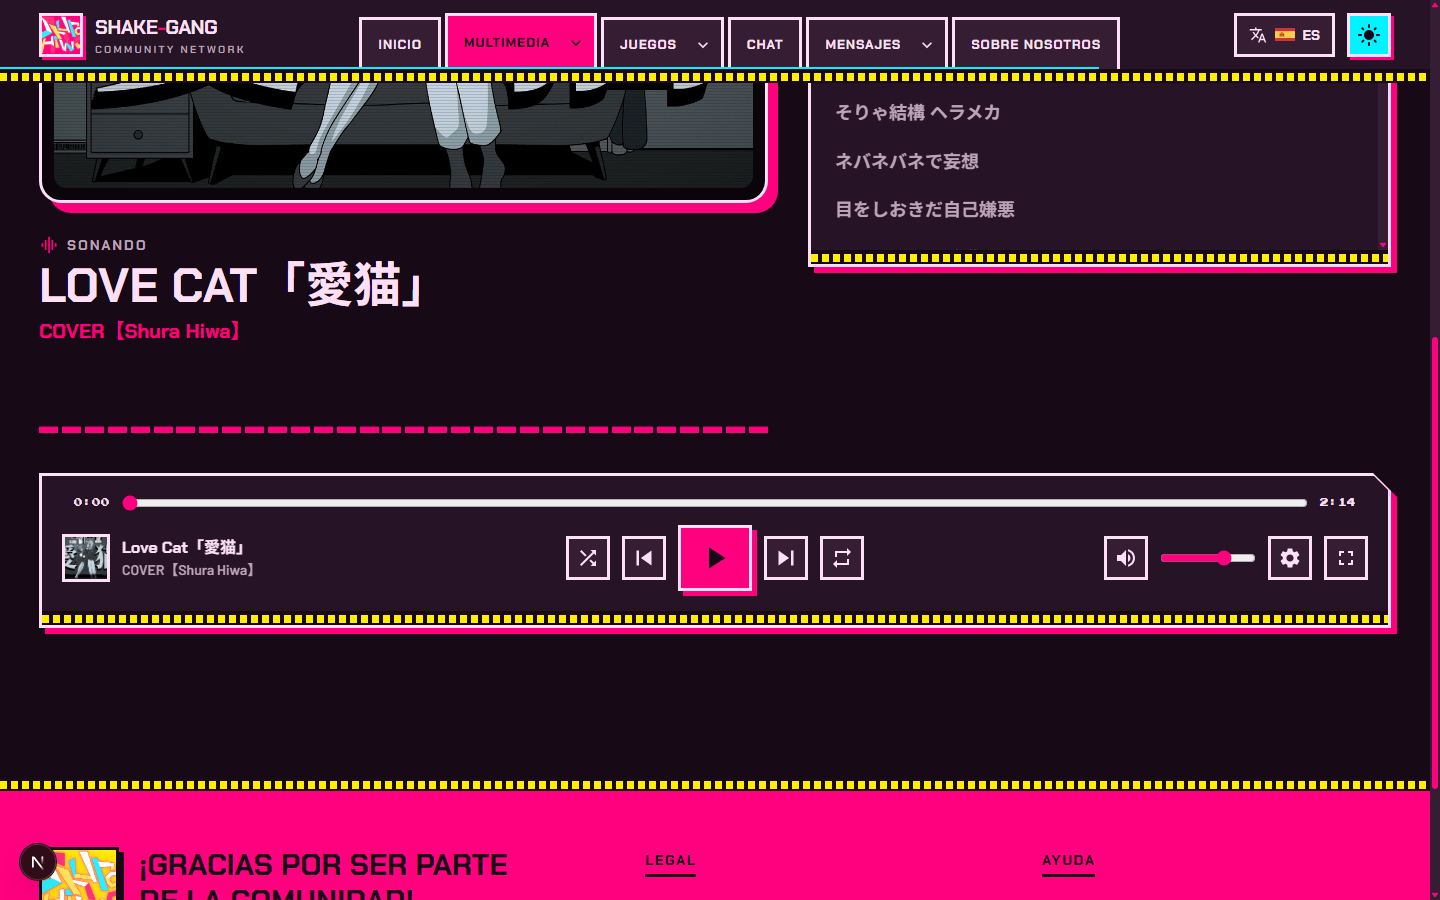 SHAKE-GANG
COMMUNITY NETWORK
INICIO
MULTIMEDIA
JUEGOS
CHAT
MENSAJES
SOBRE NOSOTROS
ES
そりゃ結構 ヘラメカ
ネバネバネで妄想
目をしおきだ自己嫌悪
SONANDO
LOVE CAT「愛猫」
COVER【Shura Hiwa】
0:00
2:14
Love Cat「愛猫」
COVER【Shura Hiwa】
¡GRACIAS POR SER PARTE
DE LA COMUNIDAD!
LEGAL
AYUDA
N